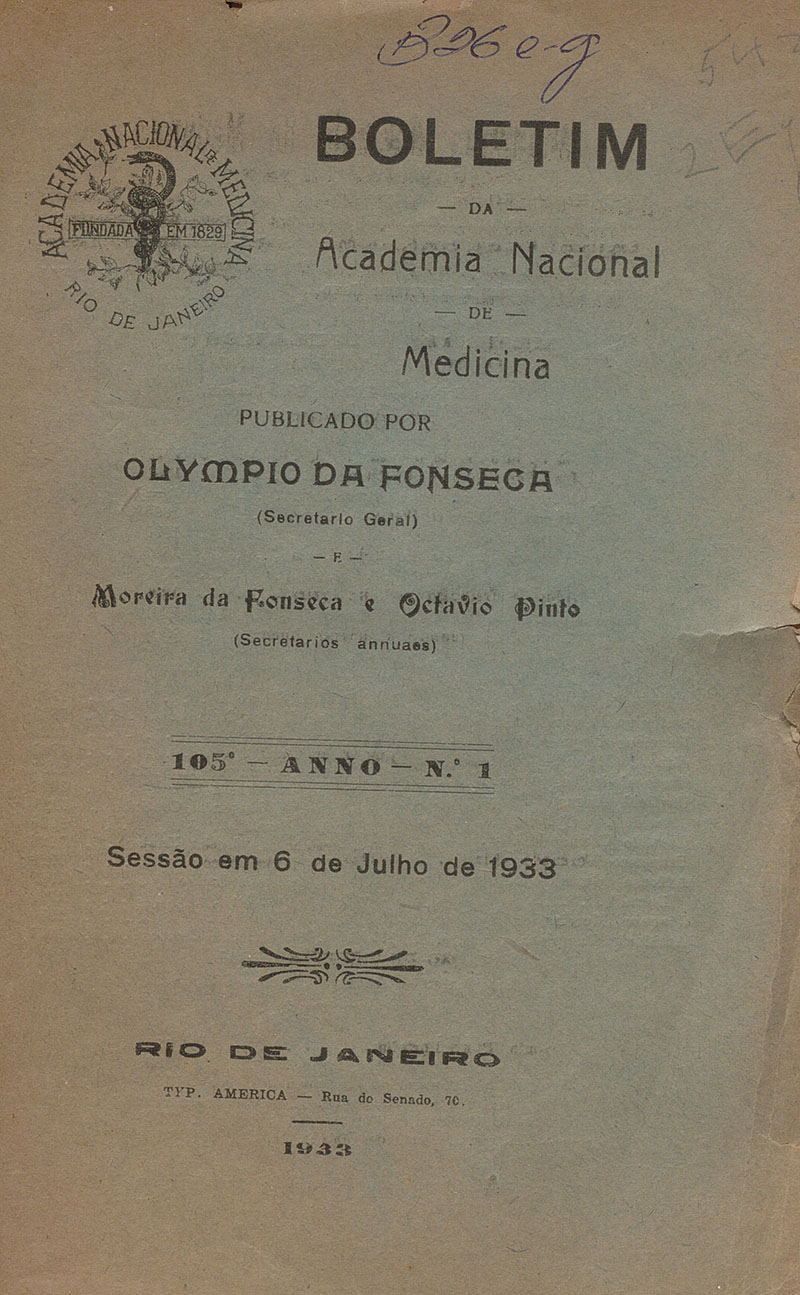 B26 e-g
ACADEMIA NACIONAL DE MEDICINA
FUNDADA EM 1829
RIO DE JANEIRO
BOLETIM
— DA —
Academia Nacional
— DE —
Medicina
PUBLICADO POR
OLYMPIO DA FONSECA
(Secretario Geral)
— E —
Moreira da Fonseca e Octavio Pinto
(Secretarios annuaes)
105° — ANNO — N.° 1
Sessão em 6 de Julho de 1933
RIO DE JANEIRO
TYP. AMERICA — Rua do Senado, 70.
1933